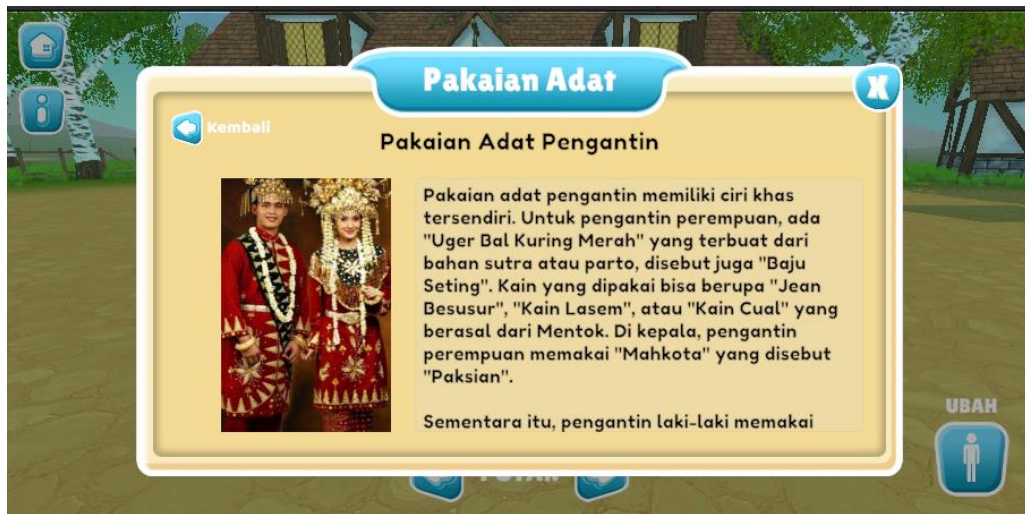 Pakaian Adat
X
Kembali
Pakaian Adat Pengantin
Pakaian adat pengantin memiliki ciri khas
tersendiri. Untuk pengantin perempuan, ada
"Uger Bal Kuring Merah" yang terbuat dari
bahan sutra atau parto, disebut juga "Baju
Seting". Kain yang dipakai bisa berupa "Jean
Besusur", "Kain Lasem", atau "Kain Cual" yang
berasal dari Mentok. Di kepala, pengantin
perempuan memakai "Mahkota" yang disebut
"Paksian".
Sementara itu, pengantin laki-laki memakai
UBAH